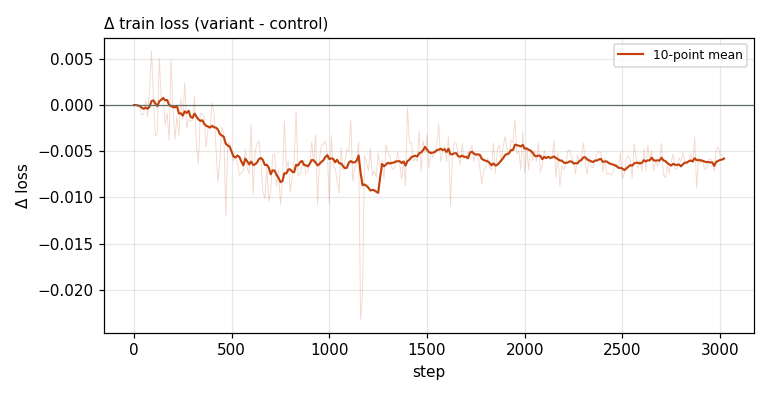 Δ train loss (variant - control)
10-point mean
0.005
0.000
−0.005
−0.010
−0.015
−0.020
Δ loss
0 500 1000 1500 2000 2500 3000
step